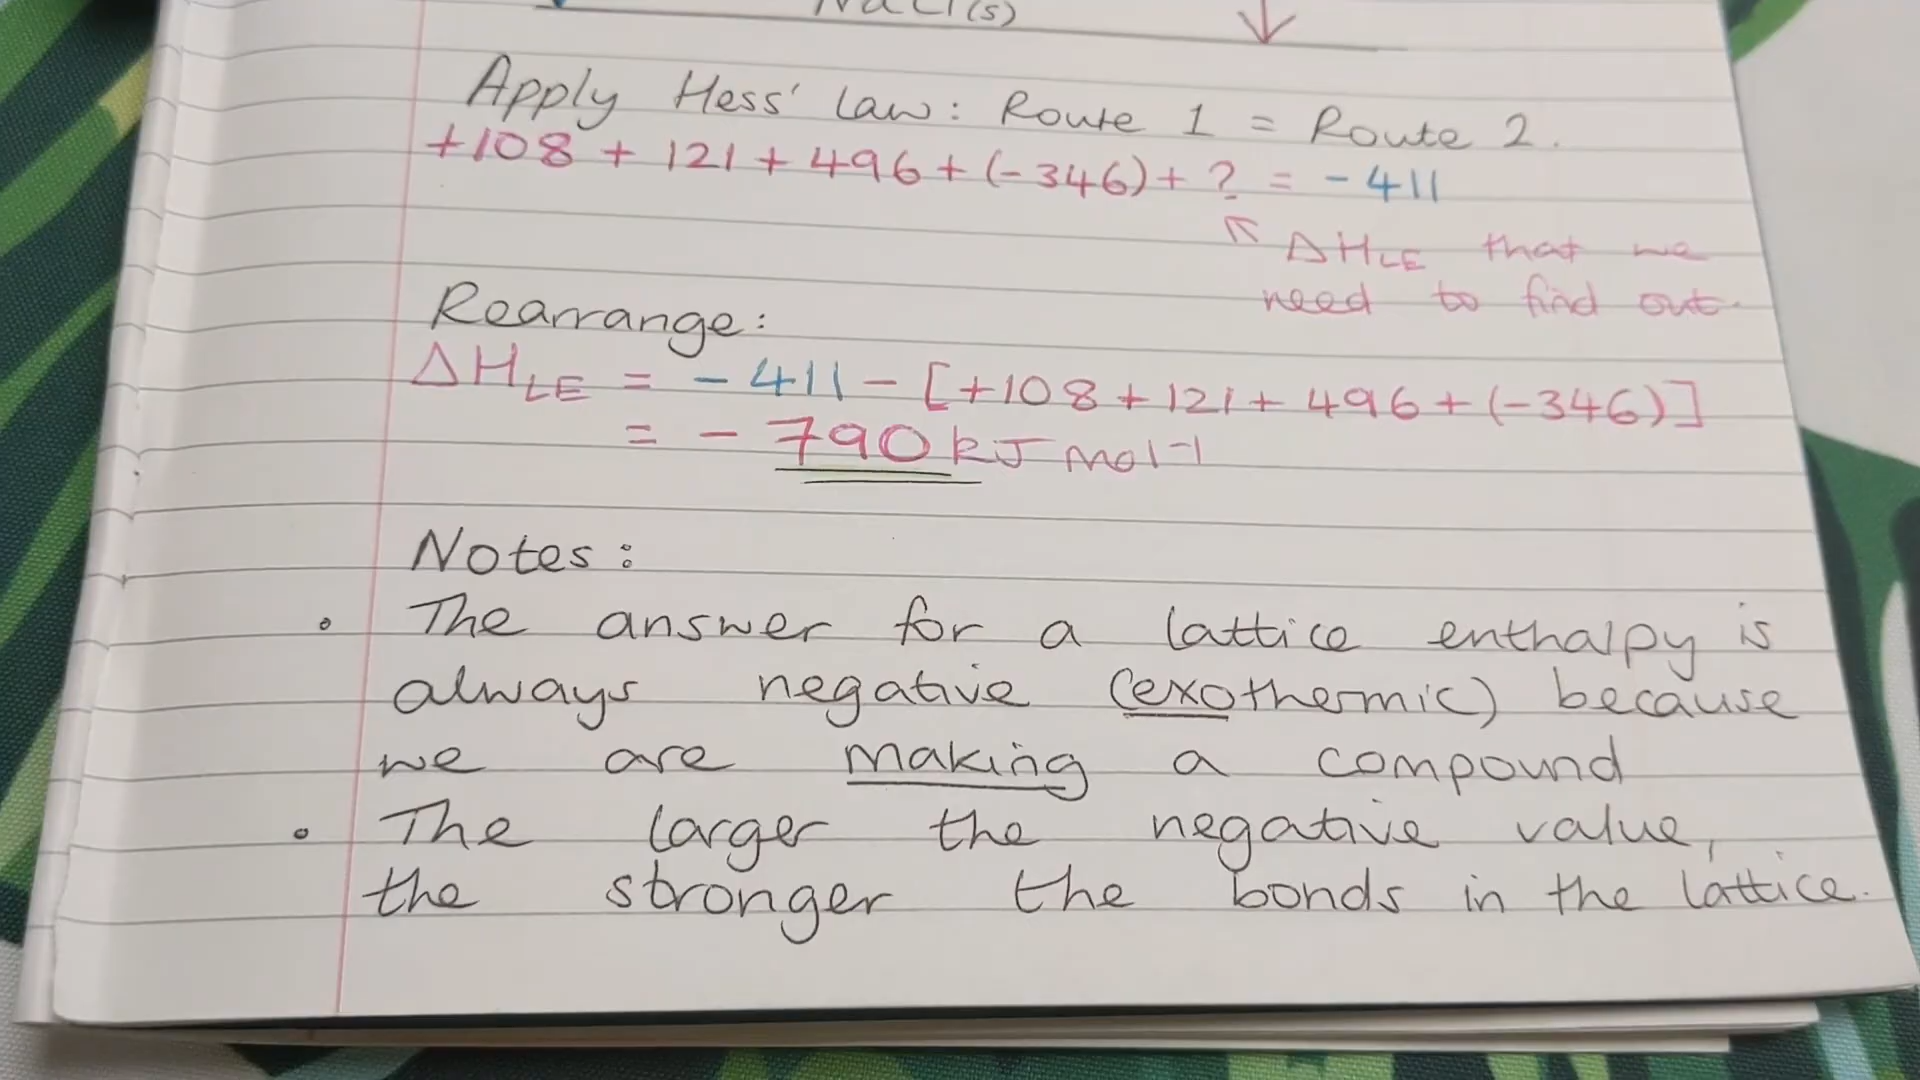 NaCl(s)
Apply Hess' Law: Route 1 = Route 2.
+108 + 121 + 496 + (-346) + ? = -411
↖ ΔHLE that we
need to find out.
Rearrange:
ΔHLE = -411 - [+108 + 121 + 496 + (-346)]
= -790 kJ mol-1
Notes:
• The answer for a lattice enthalpy is
always negative (exothermic) because
we are making a compound
• The larger the negative value,
the stronger the bonds in the lattice.